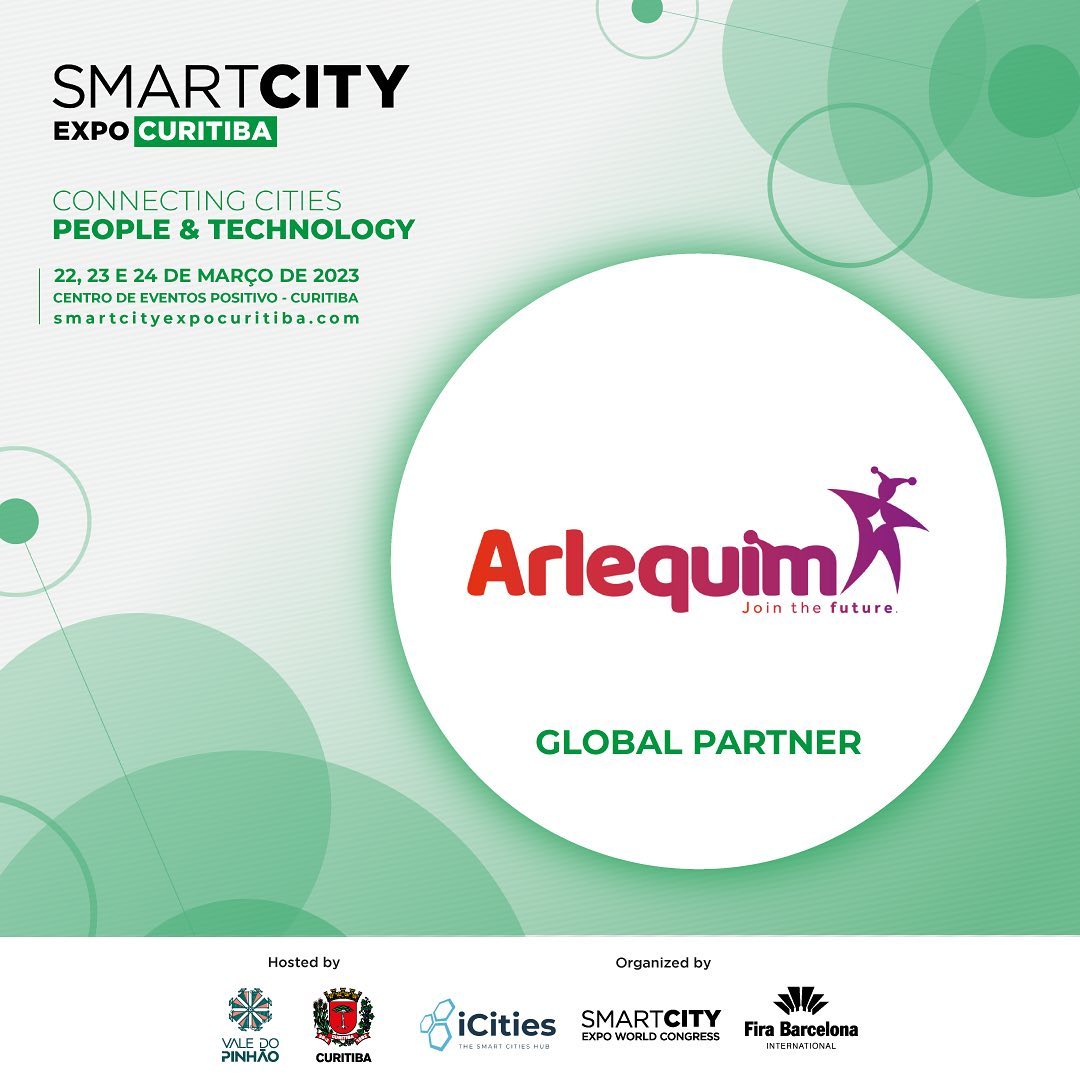 SMARTCITY
EXPO CURITIBA
CONNECTING CITIES
PEOPLE & TECHNOLOGY
22, 23 E 24 DE MARÇO DE 2023
CENTRO DE EVENTOS POSITIVO - CURITIBA
smartcityexpocuritiba.com
Arlequim
Join the future.
GLOBAL PARTNER
Hosted by
VALE DO
PINHÃO
CURITIBA
Organized by
iCities
THE SMART CITIES HUB
SMARTCITY
EXPO WORLD CONGRESS
Fira Barcelona
INTERNATIONAL